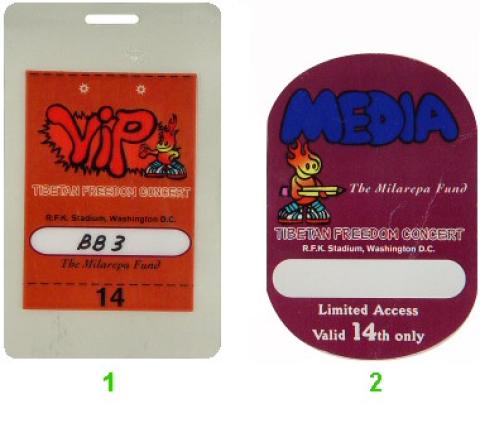 VIP
TIBETAN FREEDOM CONCERT
R.F.K. Stadium, Washington D.C.
BB3
The Milarepa Fund
14
1
MEDIA
The Milarepa Fund
TIBETAN FREEDOM CONCERT
R.F.K. Stadium, Washington D.C.
Limited Access
Valid 14th only
2